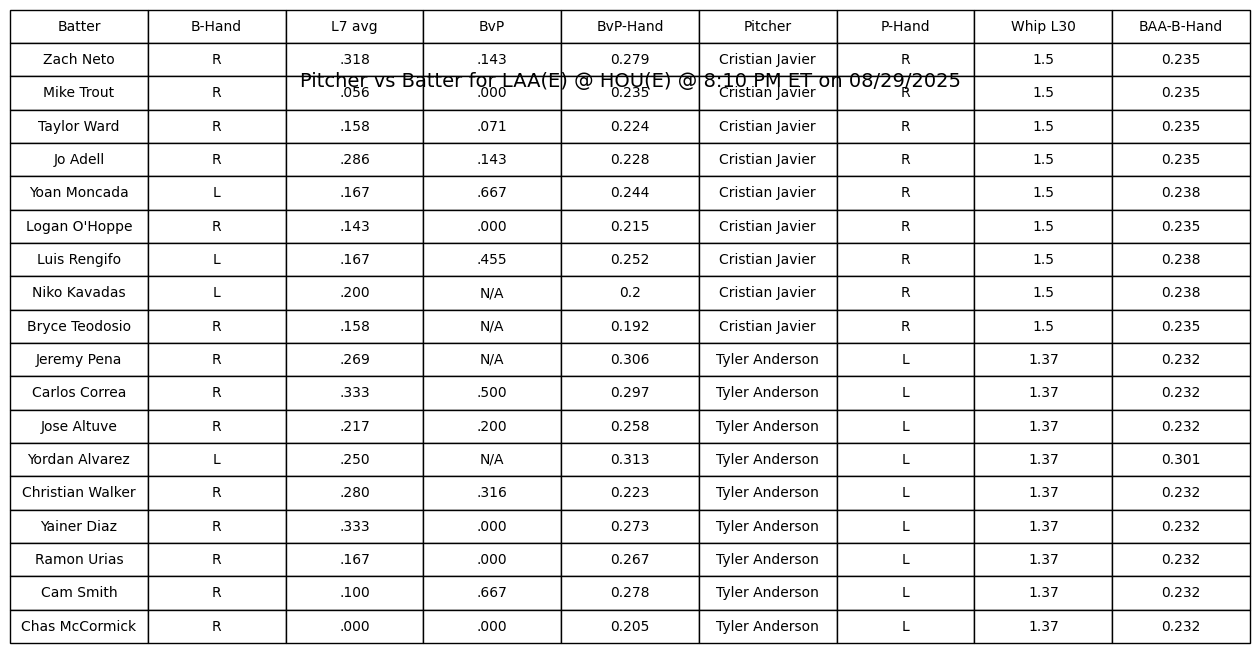 Batter B-Hand L7 avg BvP BvP-Hand Pitcher P-Hand Whip L30 BAA-B-Hand
Zach Neto R .318 .143 0.279 Cristian Javier R 1.5 0.235
Pitcher vs Batter for LAA(E) @ HOU(E) @ 8:10 PM ET on 08/29/2025
Mike Trout R .056 .000 0.235 Cristian Javier R 1.5 0.235
Taylor Ward R .158 .071 0.224 Cristian Javier R 1.5 0.235
Jo Adell R .286 .143 0.228 Cristian Javier R 1.5 0.235
Yoan Moncada L .167 .667 0.244 Cristian Javier R 1.5 0.238
Logan O'Hoppe R .143 .000 0.215 Cristian Javier R 1.5 0.235
Luis Rengifo L .167 .455 0.252 Cristian Javier R 1.5 0.238
Niko Kavadas L .200 N/A 0.2 Cristian Javier R 1.5 0.238
Bryce Teodosio R .158 N/A 0.192 Cristian Javier R 1.5 0.235
Jeremy Pena R .269 N/A 0.306 Tyler Anderson L 1.37 0.232
Carlos Correa R .333 .500 0.297 Tyler Anderson L 1.37 0.232
Jose Altuve R .217 .200 0.258 Tyler Anderson L 1.37 0.232
Yordan Alvarez L .250 N/A 0.313 Tyler Anderson L 1.37 0.301
Christian Walker R .280 .316 0.223 Tyler Anderson L 1.37 0.232
Yainer Diaz R .333 .000 0.273 Tyler Anderson L 1.37 0.232
Ramon Urias R .167 .000 0.267 Tyler Anderson L 1.37 0.232
Cam Smith R .100 .667 0.278 Tyler Anderson L 1.37 0.232
Chas McCormick R .000 .000 0.205 Tyler Anderson L 1.37 0.232